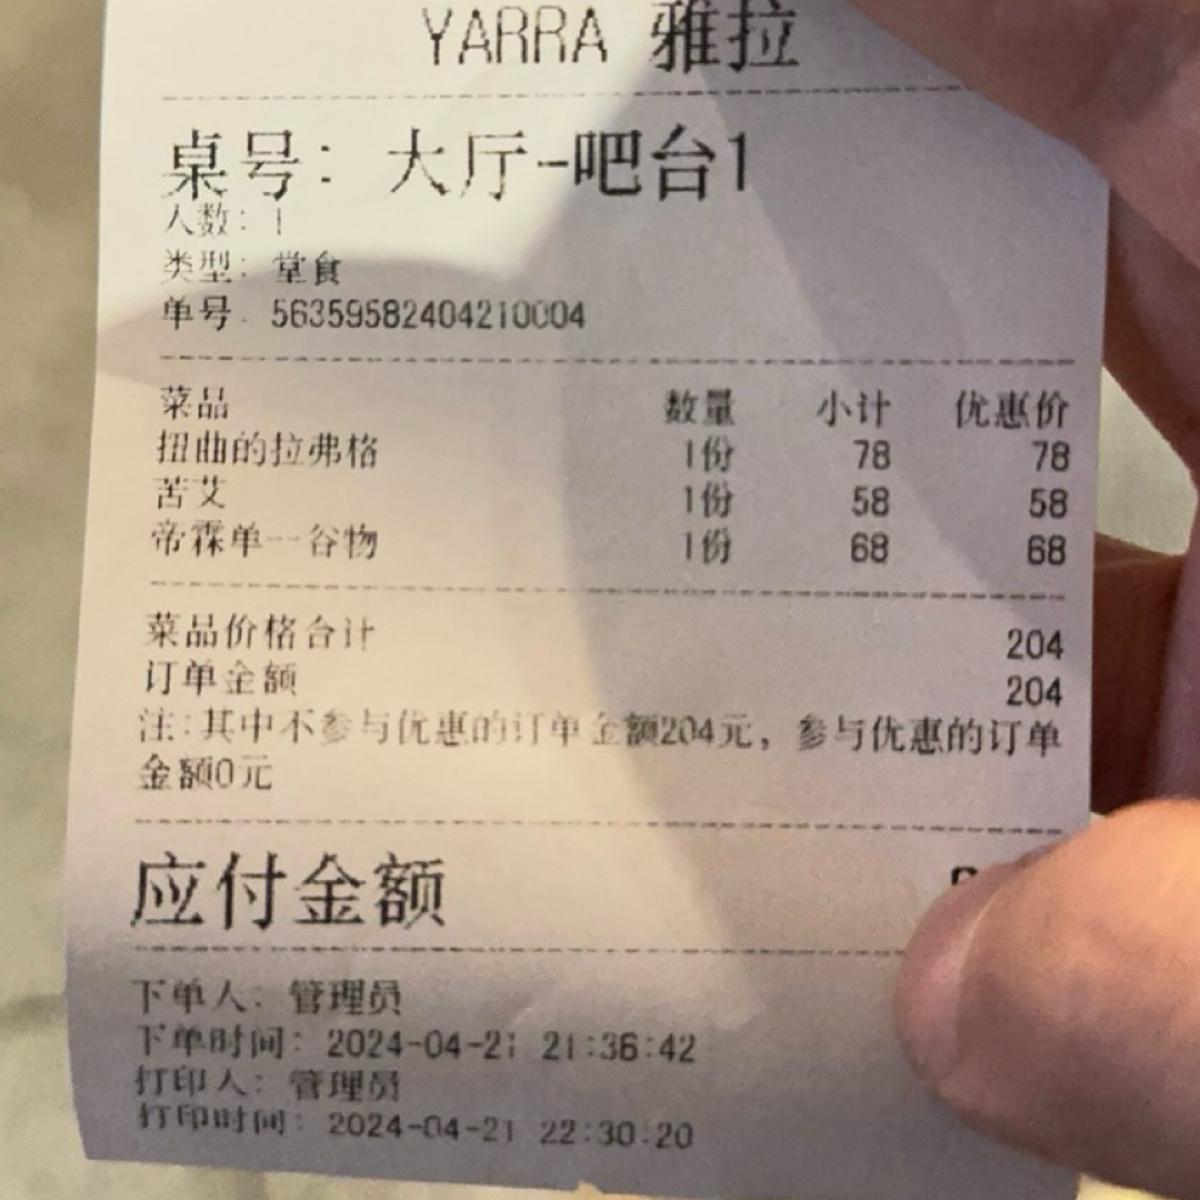 YARRA 雅拉
桌号: 大厅-吧台1
人数: 1
类型: 堂食
单号: 56359582404210004
菜品 数量 小计 优惠价
扭曲的拉弗格 1份 78 78
苦艾 1份 58 58
帝霖单一谷物 1份 68 68
菜品价格合计 204
订单金额 204
注:其中不参与优惠的订单金额204元，参与优惠的订单
金额0元
应付金额
下单人: 管理员
下单时间: 2024-04-21 21:36:42
打印人: 管理员
打印时间: 2024-04-21 22:30:20